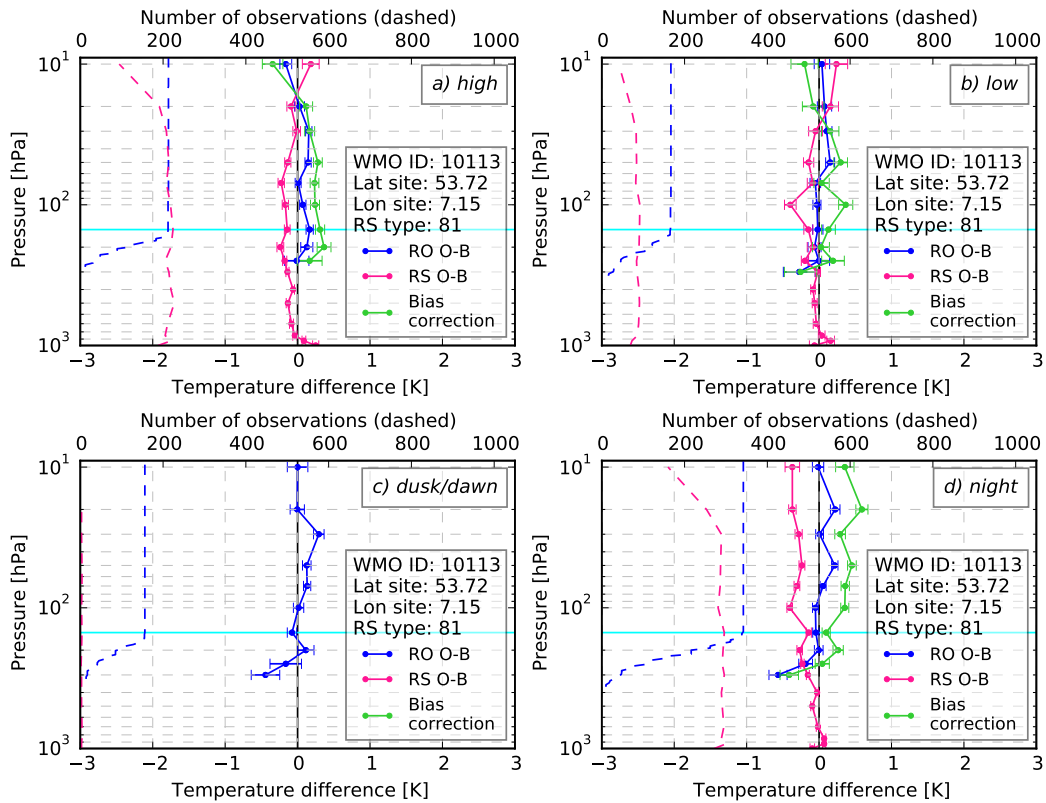 Number of observations (dashed)
0 200 400 600 800 1000
10¹
10²
10³
Pressure [hPa]
a) high
WMO ID: 10113
Lat site: 53.72
Lon site: 7.15
RS type: 81
RO O-B
RS O-B
Bias
correction
−3 −2 −1 0 1 2 3
Temperature difference [K]
Number of observations (dashed)
0 200 400 600 800 1000
10¹
10²
10³
Pressure [hPa]
b) low
WMO ID: 10113
Lat site: 53.72
Lon site: 7.15
RS type: 81
RO O-B
RS O-B
Bias
correction
−3 −2 −1 0 1 2 3
Temperature difference [K]
Number of observations (dashed)
0 200 400 600 800 1000
10¹
10²
10³
Pressure [hPa]
c) dusk/dawn
WMO ID: 10113
Lat site: 53.72
Lon site: 7.15
RS type: 81
RO O-B
RS O-B
Bias
correction
−3 −2 −1 0 1 2 3
Temperature difference [K]
Number of observations (dashed)
0 200 400 600 800 1000
10¹
10²
10³
Pressure [hPa]
d) night
WMO ID: 10113
Lat site: 53.72
Lon site: 7.15
RS type: 81
RO O-B
RS O-B
Bias
correction
−3 −2 −1 0 1 2 3
Temperature difference [K]